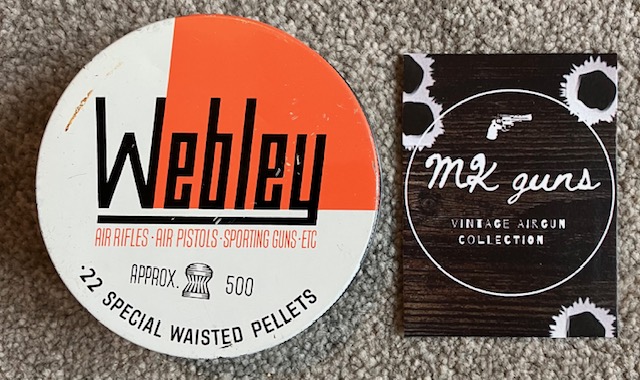 Webley
AIR RIFLES · AIR PISTOLS · SPORTING GUNS · ETC
APPROX. 500
.22 SPECIAL WAISTED PELLETS
MK guns
VINTAGE AIRGUN
COLLECTION